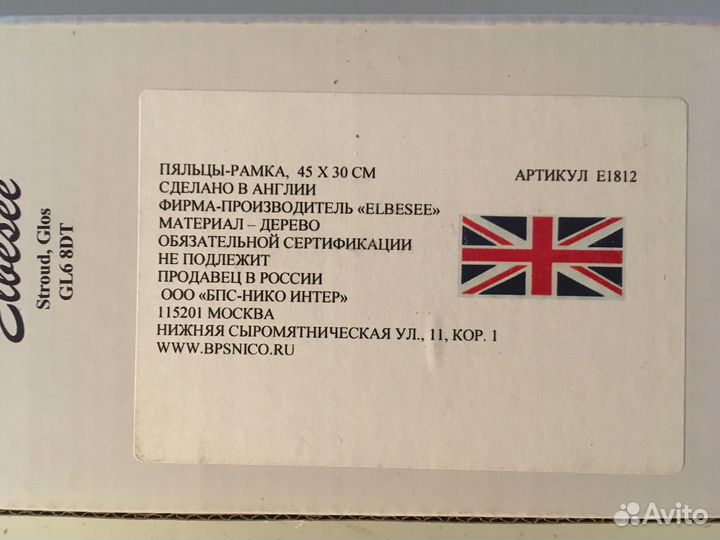 Elbesee
Stroud, Glos
GL6 8DT
ПЯЛЬЦЫ-РАМКА, 45 X 30 СМ
АРТИКУЛ E1812
СДЕЛАНО В АНГЛИИ
ФИРМА-ПРОИЗВОДИТЕЛЬ «ELBESEE»
МАТЕРИАЛ – ДЕРЕВО
ОБЯЗАТЕЛЬНОЙ СЕРТИФИКАЦИИ
НЕ ПОДЛЕЖИТ
ПРОДАВЕЦ В РОССИИ
ООО «БПС-НИКО ИНТЕР»
115201 МОСКВА
НИЖНЯЯ СЫРОМЯТНИЧЕСКАЯ УЛ., 11, КОР. 1
WWW.BPSNICO.RU
Avito